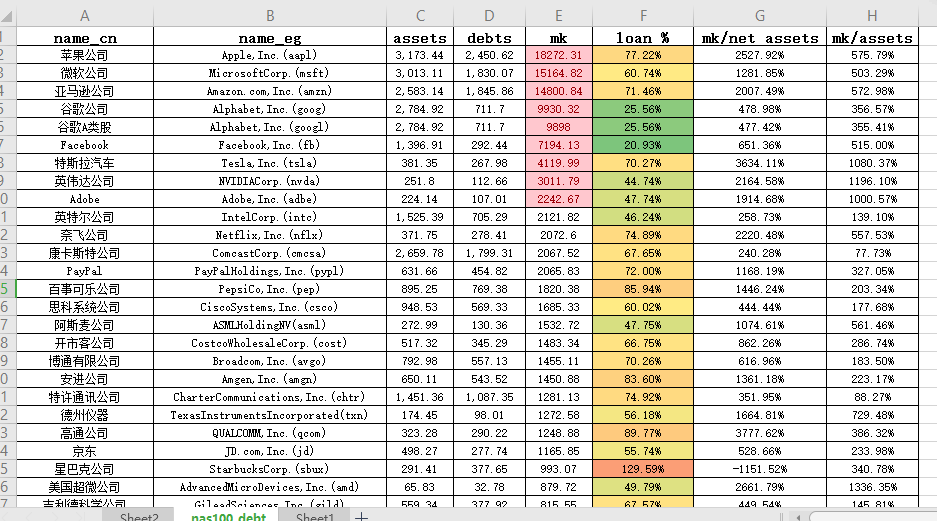 A B C D E F G H
name_cn name_eg assets debts mk loan % mk/net assets mk/assets
2 苹果公司 Apple,Inc.(aapl) 3,173.44 2,450.62 18272.31 77.22% 2527.92% 575.79%
3 微软公司 MicrosoftCorp.(msft) 3,013.11 1,830.07 15164.82 60.74% 1281.85% 503.29%
4 亚马逊公司 Amazon.com,Inc.(amzn) 2,583.14 1,845.86 14800.84 71.46% 2007.49% 572.98%
5 谷歌公司 Alphabet,Inc.(goog) 2,784.92 711.7 9930.32 25.56% 478.98% 356.57%
6 谷歌A类股 Alphabet,Inc.(googl) 2,784.92 711.7 9898 25.56% 477.42% 355.41%
7 Facebook Facebook,Inc.(fb) 1,396.91 292.44 7194.13 20.93% 651.36% 515.00%
8 特斯拉汽车 Tesla,Inc.(tsla) 381.35 267.98 4119.99 70.27% 3634.11% 1080.37%
9 英伟达公司 NVIDIACorp.(nvda) 251.8 112.66 3011.79 44.74% 2164.58% 1196.10%
0 Adobe Adobe,Inc.(adbe) 224.14 107.01 2242.67 47.74% 1914.68% 1000.57%
1 英特尔公司 IntelCorp.(intc) 1,525.39 705.29 2121.82 46.24% 258.73% 139.10%
2 奈飞公司 Netflix,Inc.(nflx) 371.75 278.41 2072.6 74.89% 2220.48% 557.53%
3 康卡斯特公司 ComcastCorp.(cmcsa) 2,659.78 1,799.31 2067.52 67.65% 240.28% 77.73%
4 PayPal PayPalHoldings,Inc.(pypl) 631.66 454.82 2065.83 72.00% 1168.19% 327.05%
5 百事可乐公司 PepsiCo,Inc.(pep) 895.25 769.38 1820.38 85.94% 1446.24% 203.34%
6 思科系统公司 CiscoSystems,Inc.(csco) 948.53 569.33 1685.33 60.02% 444.44% 177.68%
7 阿斯麦公司 ASMLHoldingNV(asml) 272.99 130.36 1532.72 47.75% 1074.61% 561.46%
8 开市客公司 CostcoWholesaleCorp.(cost) 517.32 345.29 1483.34 66.75% 862.26% 286.74%
9 博通有限公司 Broadcom,Inc.(avgo) 792.98 557.13 1455.11 70.26% 616.96% 183.50%
0 安进公司 Amgen,Inc.(amgn) 650.11 543.52 1450.88 83.60% 1361.18% 223.17%
1 特许通讯公司 CharterCommunications,Inc.(chtr) 1,451.36 1,087.35 1281.13 74.92% 351.95% 88.27%
2 德州仪器 TexasInstrumentsIncorporated(txn) 174.45 98.01 1272.58 56.18% 1664.81% 729.48%
3 高通公司 QUALCOMM,Inc.(qcom) 323.28 290.22 1248.88 89.77% 3777.62% 386.32%
4 京东 JD.com,Inc.(jd) 498.27 277.74 1165.85 55.74% 528.66% 233.98%
5 星巴克公司 StarbucksCorp.(sbux) 291.41 377.65 993.07 129.59% -1151.52% 340.78%
6 美国超微公司 AdvancedMicroDevices,Inc.(amd) 65.83 32.78 879.72 49.79% 2661.79% 1336.35%
7 吉利德科学公司 GileadSciences,Inc.(gild) 559.34 377.92 815.55 67.57% 449.54% 145.81%
Sheet2 nas100_debt Sheet1